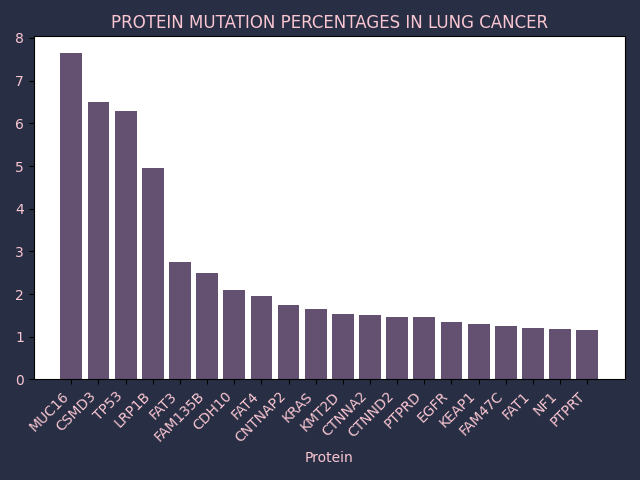 PROTEIN MUTATION PERCENTAGES IN LUNG CANCER
8
7
6
5
4
3
2
1
0
MUC16
CSMD3
TP53
LRP1B
FAT3
FAM135B
CDH10
FAT4
CNTNAP2
KRAS
KMT2D
CTNNA2
CTNND2
PTPRD
EGFR
KEAP1
FAM47C
FAT1
NF1
PTPRT
Protein